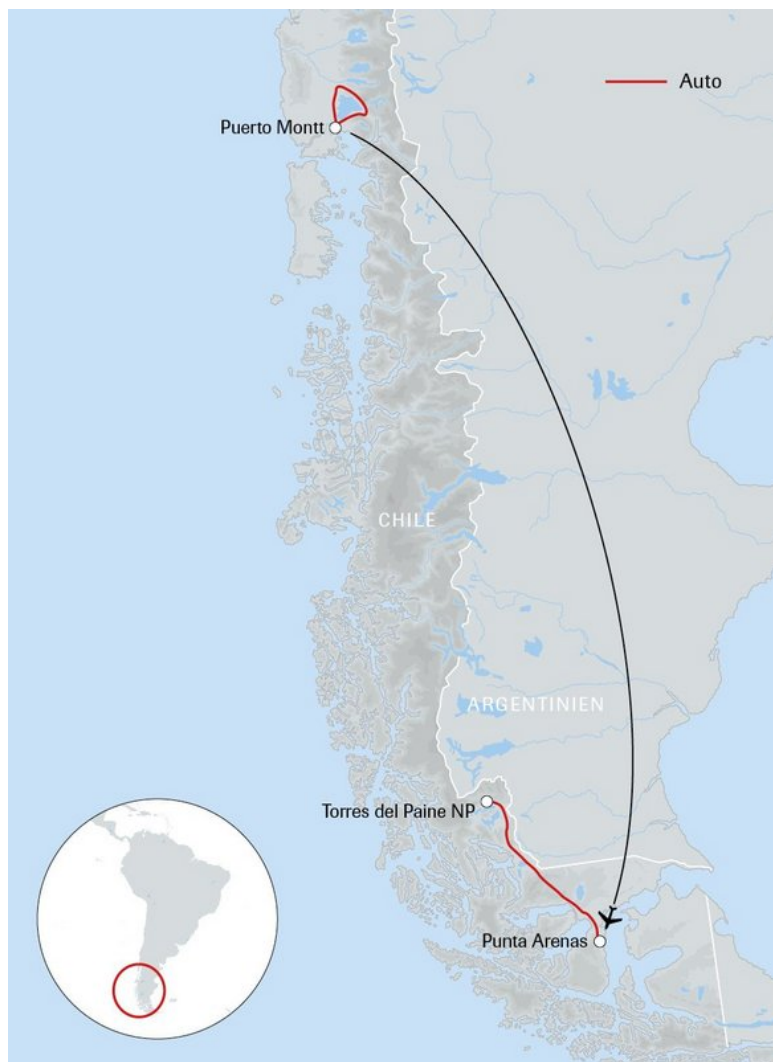 Auto
Puerto Montt
CHILE
ARGENTINIEN
Torres del Paine NP
Punta Arenas